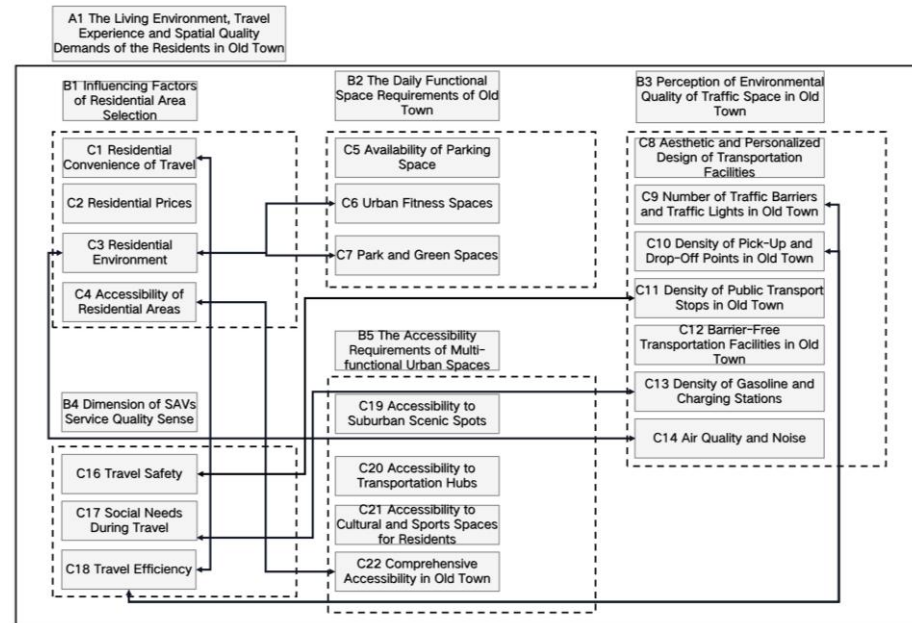 A1 The Living Environment, Travel
Experience and Spatial Quality
Demands of the Residents in Old Town
B1 Influencing Factors
of Residential Area
Selection
C1 Residential
Convenience of Travel
C2 Residential Prices
C3 Residential
Environment
C4 Accessibility of
Residential Areas
B2 The Daily Functional
Space Requirements of Old
Town
C5 Availability of Parking
Space
C6 Urban Fitness Spaces
C7 Park and Green Spaces
B3 Perception of Environmental
Quality of Traffic Space in Old
Town
C8 Aesthetic and Personalized
Design of Transportation
Facilities
C9 Number of Traffic Barriers
and Traffic Lights in Old Town
C10 Density of Pick-Up and
Drop-Off Points in Old Town
C11 Density of Public Transport
Stops in Old Town
C12 Barrier-Free
Transportation Facilities in Old
Town
C13 Density of Gasoline and
Charging Stations
C14 Air Quality and Noise
B4 Dimension of SAVs
Service Quality Sense
C16 Travel Safety
C17 Social Needs
During Travel
C18 Travel Efficiency
B5 The Accessibility
Requirements of Multi-
functional Urban Spaces
C19 Accessibility to
Suburban Scenic Spots
C20 Accessibility to
Transportation Hubs
C21 Accessibility to
Cultural and Sports Spaces
for Residents
C22 Comprehensive
Accessibility in Old Town